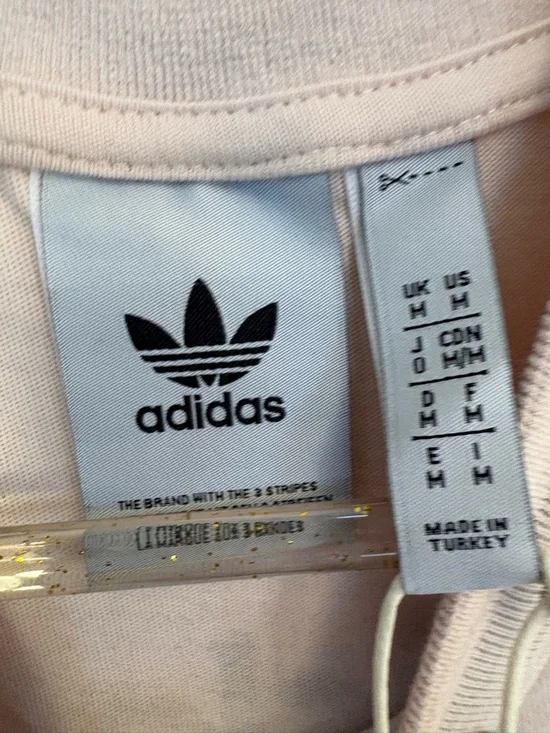 adidas
THE BRAND WITH THE 3 STRIPES
UK US
M M
J CDN
O M/M
D F
M M
E I
M M
MADE IN
TURKEY